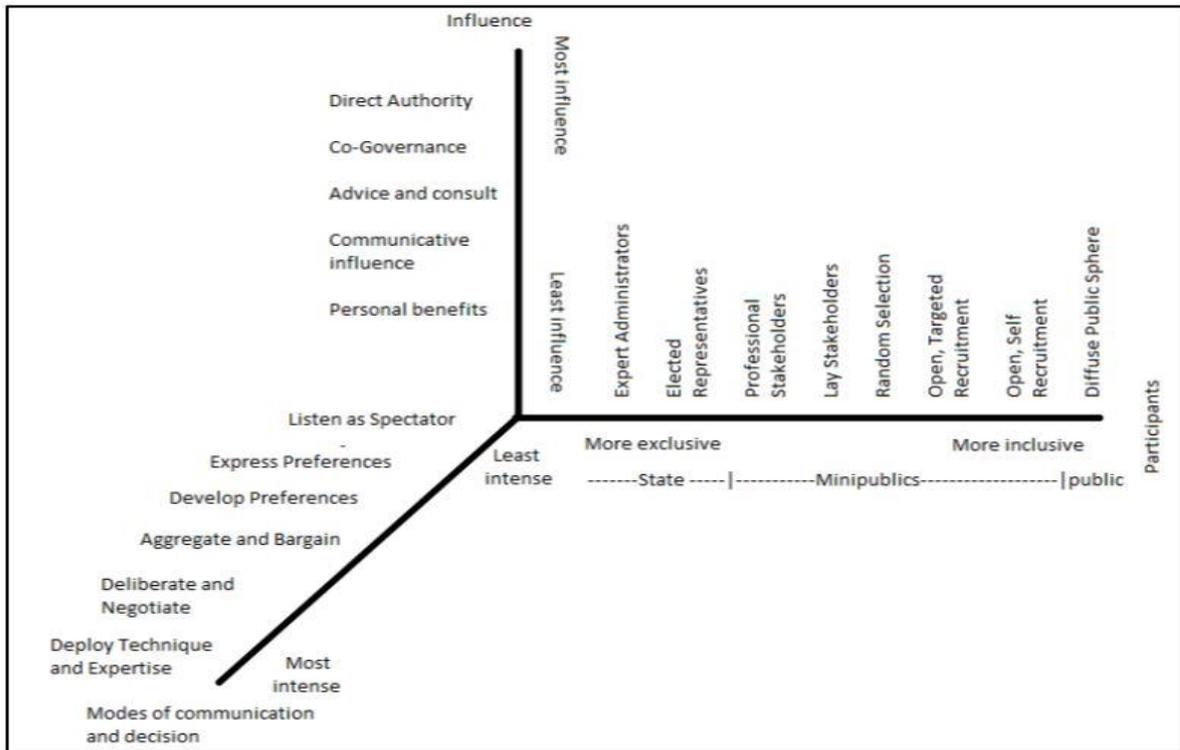 Influence
Most influence
Direct Authority
Co-Governance
Advice and consult
Communicative
influence
Personal benefits
Least influence
Expert Administrators
Elected
Representatives
Professional
Stakeholders
Lay Stakeholders
Random Selection
Open, Targeted
Recruitment
Open, Self
Recruitment
Diffuse Public Sphere
Participants
Listen as Spectator
-
Express Preferences
Develop Preferences
Aggregate and Bargain
Deliberate and
Negotiate
Deploy Technique
and Expertise
Least
intense
Most
intense
Modes of communication
and decision
More exclusive
More inclusive
-------State -----|-----------Minipublics-------------------|public